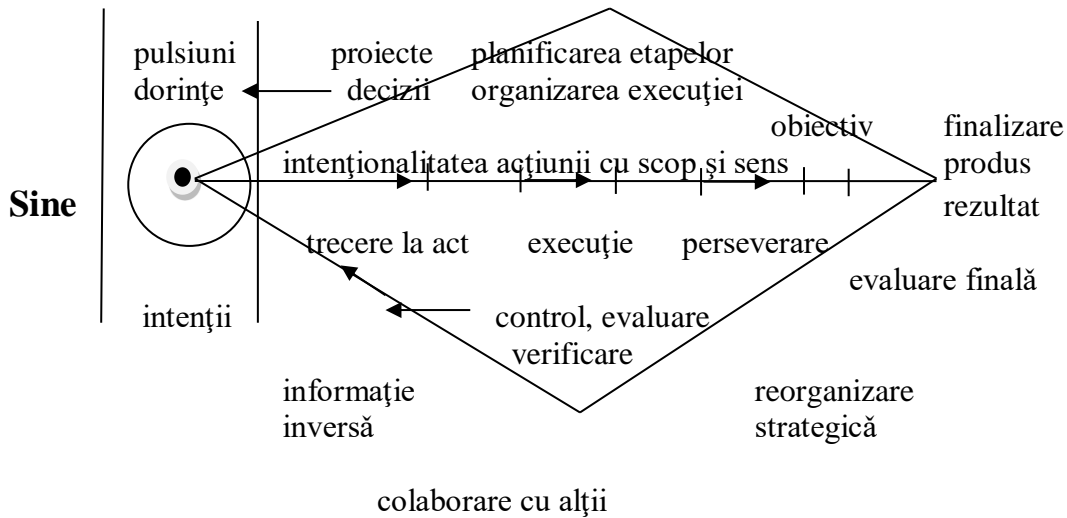 pulsiuni
dorinţe
proiecte
decizii
planificarea etapelor
organizarea execuţiei
obiectiv
finalizare
produs
rezultat
intenţionalitatea acţiunii cu scop şi sens
Sine
trecere la act
execuţie
perseverare
evaluare finală
intenţii
control, evaluare
verificare
informaţie
inversă
reorganizare
strategică
colaborare cu alţii